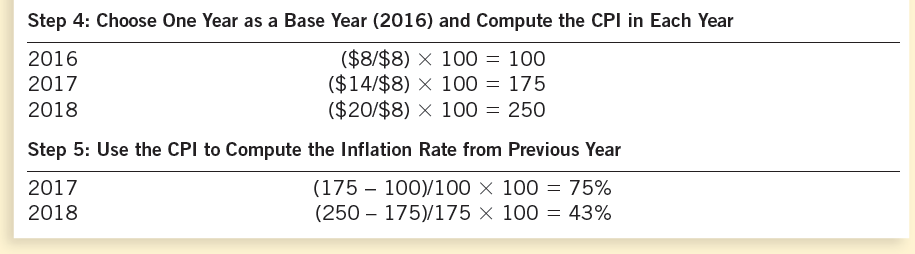 Step 4: Choose One Year as a Base Year (2016) and Compute the CPI in Each Year
2016 ($8/$8) × 100 = 100
2017 ($14/$8) × 100 = 175
2018 ($20/$8) × 100 = 250
Step 5: Use the CPI to Compute the Inflation Rate from Previous Year
2017 (175 – 100)/100 × 100 = 75%
2018 (250 – 175)/175 × 100 = 43%